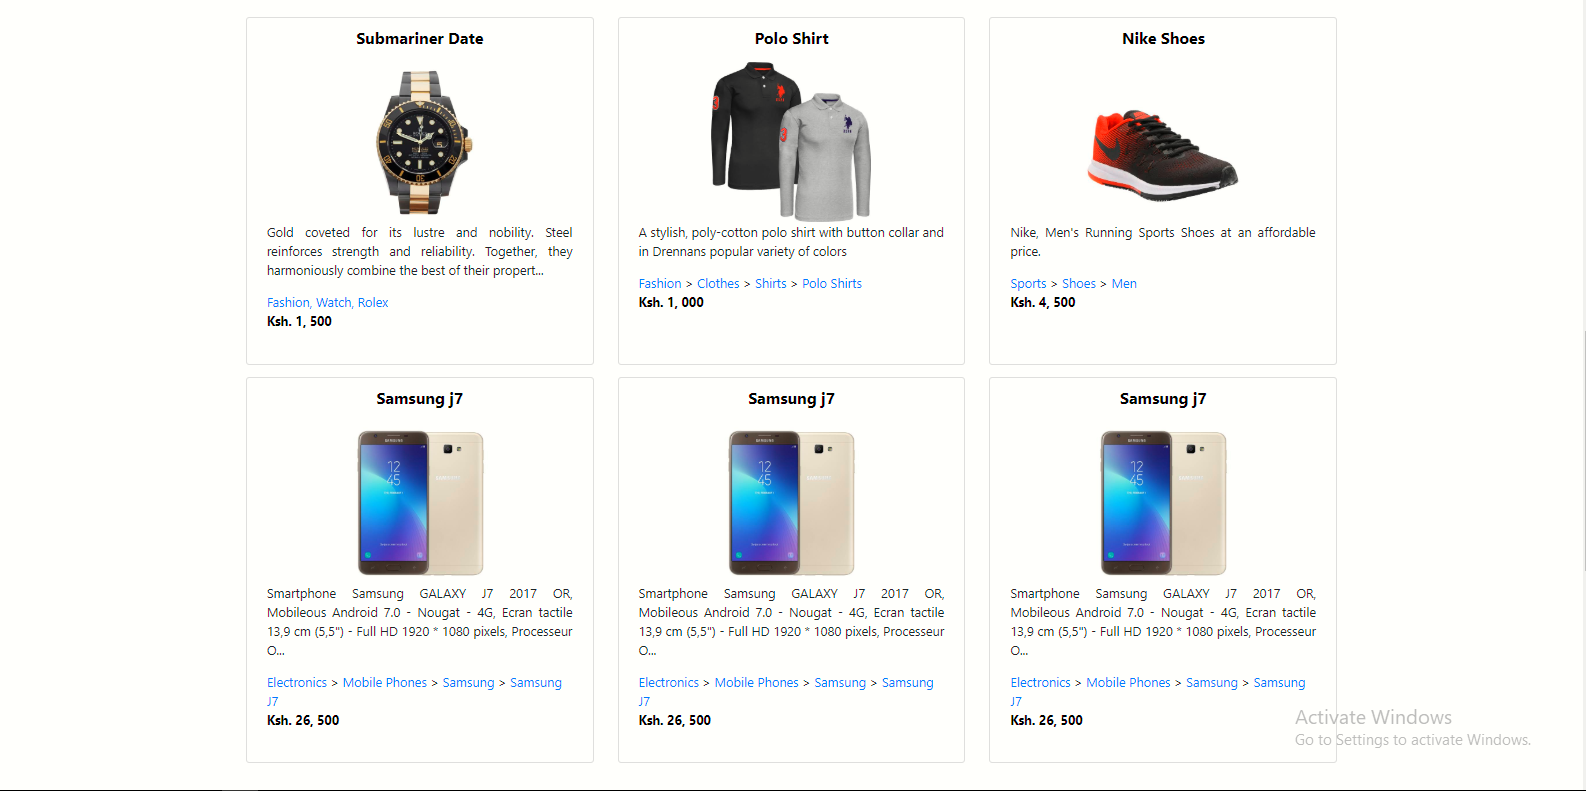 Submariner Date
Gold coveted for its lustre and nobility. Steel
reinforces strength and reliability. Together, they
harmoniously combine the best of their propert...
Fashion, Watch, Rolex
Ksh. 1, 500
Polo Shirt
A stylish, poly-cotton polo shirt with button collar and
in Drennans popular variety of colors
Fashion > Clothes > Shirts > Polo Shirts
Ksh. 1, 000
Nike Shoes
Nike, Men's Running Sports Shoes at an affordable
price.
Sports > Shoes > Men
Ksh. 4, 500
Samsung j7
SAMSUNG
12
45
Smartphone Samsung GALAXY J7 2017 OR,
Mobileous Android 7.0 - Nougat - 4G, Ecran tactile
13,9 cm (5,5") - Full HD 1920 * 1080 pixels, Processeur
O...
Electronics > Mobile Phones > Samsung > Samsung
J7
Ksh. 26, 500
Samsung j7
SAMSUNG
12
45
Smartphone Samsung GALAXY J7 2017 OR,
Mobileous Android 7.0 - Nougat - 4G, Ecran tactile
13,9 cm (5,5") - Full HD 1920 * 1080 pixels, Processeur
O...
Electronics > Mobile Phones > Samsung > Samsung
J7
Ksh. 26, 500
Samsung j7
SAMSUNG
12
45
Smartphone Samsung GALAXY J7 2017 OR,
Mobileous Android 7.0 - Nougat - 4G, Ecran tactile
13,9 cm (5,5") - Full HD 1920 * 1080 pixels, Processeur
O...
Electronics > Mobile Phones > Samsung > Samsung
J7
Ksh. 26, 500
Activate Windows
Go to Settings to activate Windows.